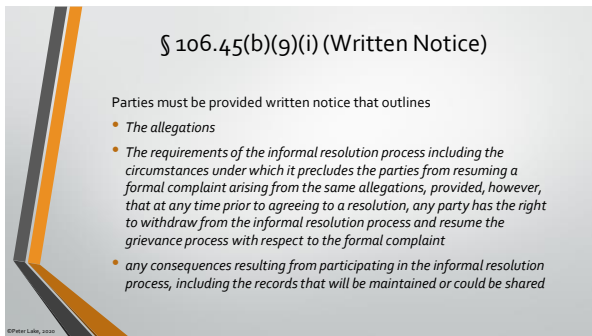 § 106.45(b)(9)(i) (Written Notice)
Parties must be provided written notice that outlines
• The allegations
• The requirements of the informal resolution process including the
circumstances under which it precludes the parties from resuming a
formal complaint arising from the same allegations, provided, however,
that at any time prior to agreeing to a resolution, any party has the right
to withdraw from the informal resolution process and resume the
grievance process with respect to the formal complaint
• any consequences resulting from participating in the informal resolution
process, including the records that will be maintained or could be shared
©Peter Lake, 2020